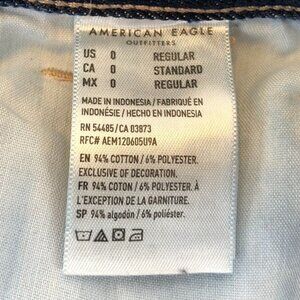 AMERICAN EAGLE
OUTFITTERS
US 0 REGULAR
CA 0 STANDARD
MX 0 REGULAR
MADE IN INDONESIA / FABRIQUÉ EN
INDONÉSIE / HECHO EN INDONESIA
RN 54485/CA 03873
RFC# AEM120605U9A
EN 94% COTTON / 6% POLYESTER.
EXCLUSIVE OF DECORATION.
FR 94% COTON / 6% POLYESTER. À
L'EXCEPTION DE LA GARNITURE.
SP 94% algodón / 6% poliéster.